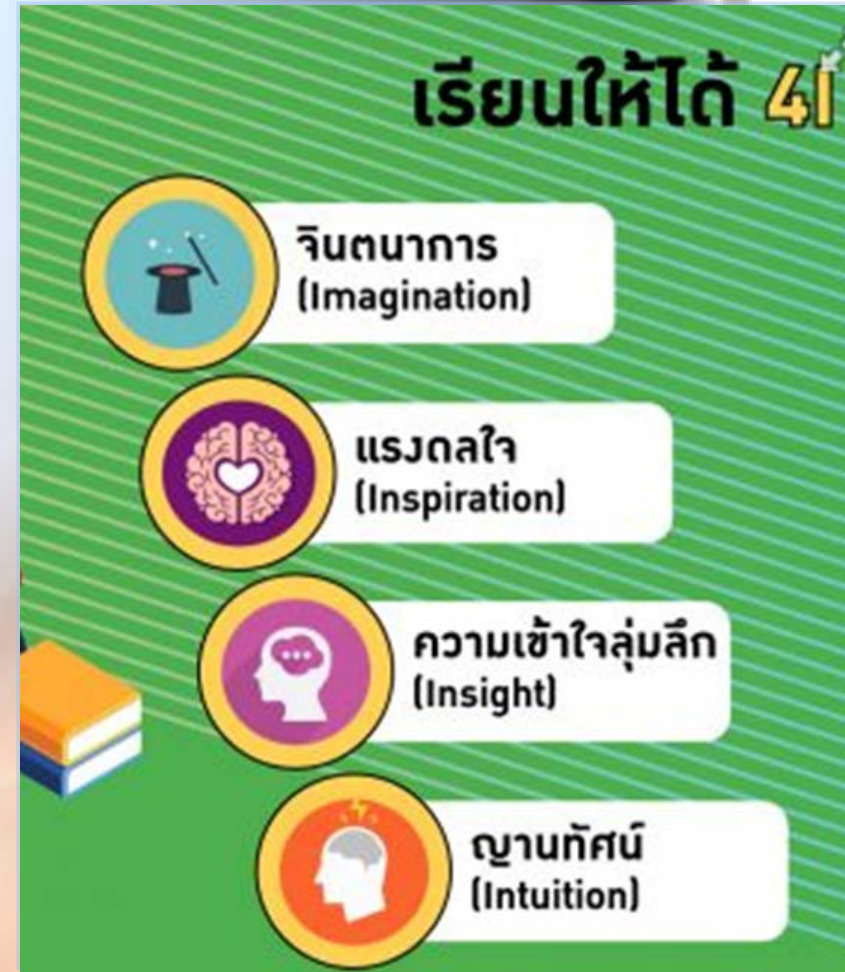 เรียนให้ได้ 4I
จินตนาการ
(Imagination)
แรงดลใจ
(Inspiration)
ความเข้าใจลุ่มลึก
(Insight)
ญานทัศน์
(Intuition)